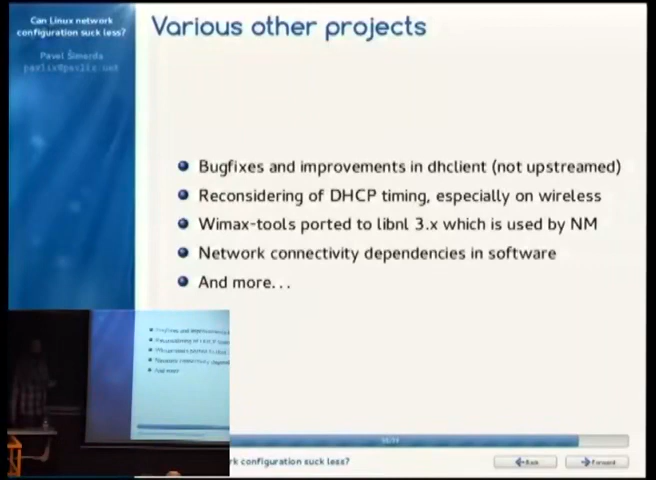 Can Linux network
configuration suck less?
Pavel Šimerda
pavlix@pavlix.net
Various other projects
Bugfixes and improvements in dhclient (not upstreamed)
Reconsidering of DHCP timing, especially on wireless
Wimax-tools ported to libnl 3.x which is used by NM
Network connectivity dependencies in software
And more...
And more
rk configuration suck less?
Back
Forward